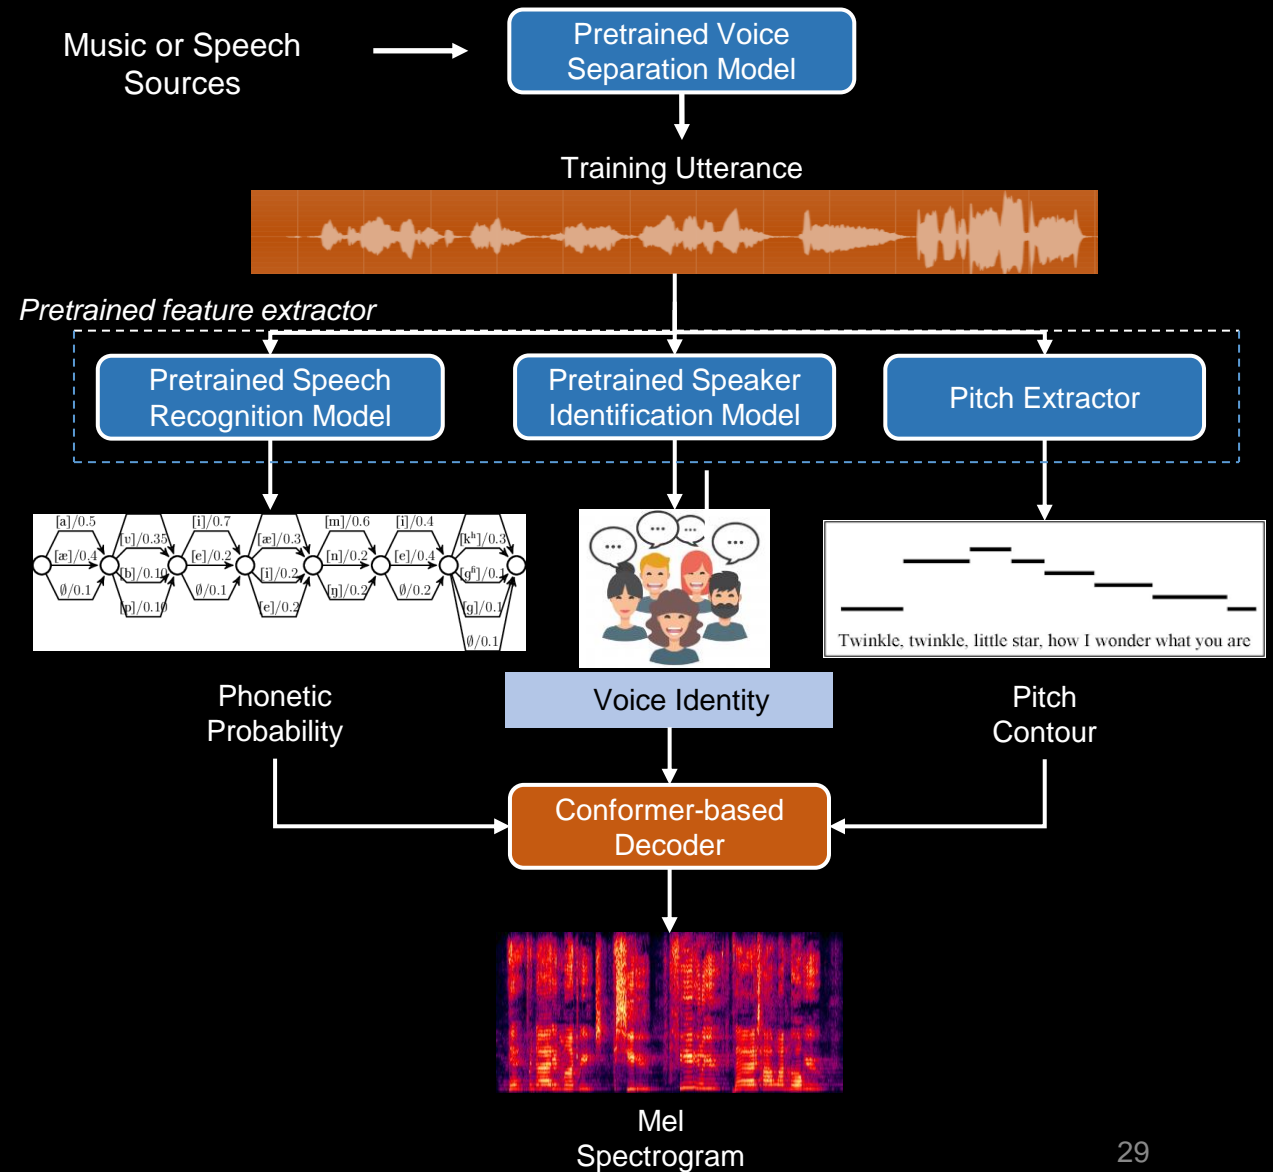 Music or Speech
Sources
Pretrained Voice
Separation Model
Training Utterance
Pretrained feature extractor
Pretrained Speech
Recognition Model
Pretrained Speaker
Identification Model
Pitch Extractor
[a]/0.5
[æ]/0.4
∅/0.1
[v]/0.35
[b]/0.10
[p]/0.10
[i]/0.7
[e]/0.2
∅/0.1
[æ]/0.3
[i]/0.2
[e]/0.2
[m]/0.6
[n]/0.2
[ŋ]/0.2
[i]/0.4
[e]/0.4
∅/0.2
[kʰ]/0.3
[gʱ]/0.1
[g]/0.1
∅/0.1
...
...
...
...
Twinkle, twinkle, little star, how I wonder what you are
Phonetic
Probability
Voice Identity
Pitch
Contour
Conformer-based
Decoder
Mel
Spectrogram
29